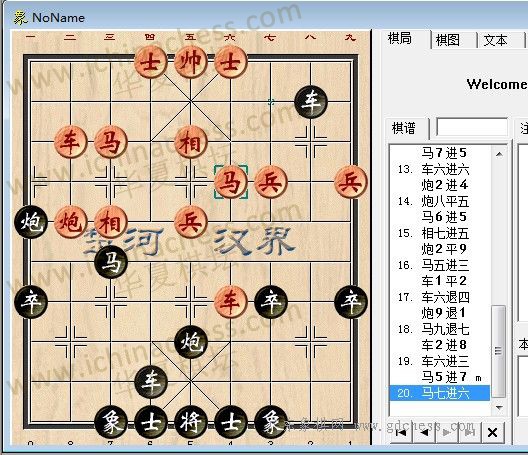 NoName
一 二 三 四 五 六 七 八 九
士 帅 士
车
车 马 相
马 兵 兵
炮 炮 相 兵
楚河 汉界
马
卒 车 卒 卒
炮
车
象 士 将 士 象
9 8 7 6 5 4 3 2 1
www.ichinachess.com
华夏棋坛
www.gdchess.com
棋局 棋图 文本
Welcome
棋谱
马7进5
13. 车六进六
炮2进4
14. 炮八平五
马6进5
15. 相七进五
炮2平9
16. 马五进三
车1平2
17. 车六退四
炮9退1
18. 马九退七
车2进8
19. 车六进三
马5进7 m
20. 马七进六